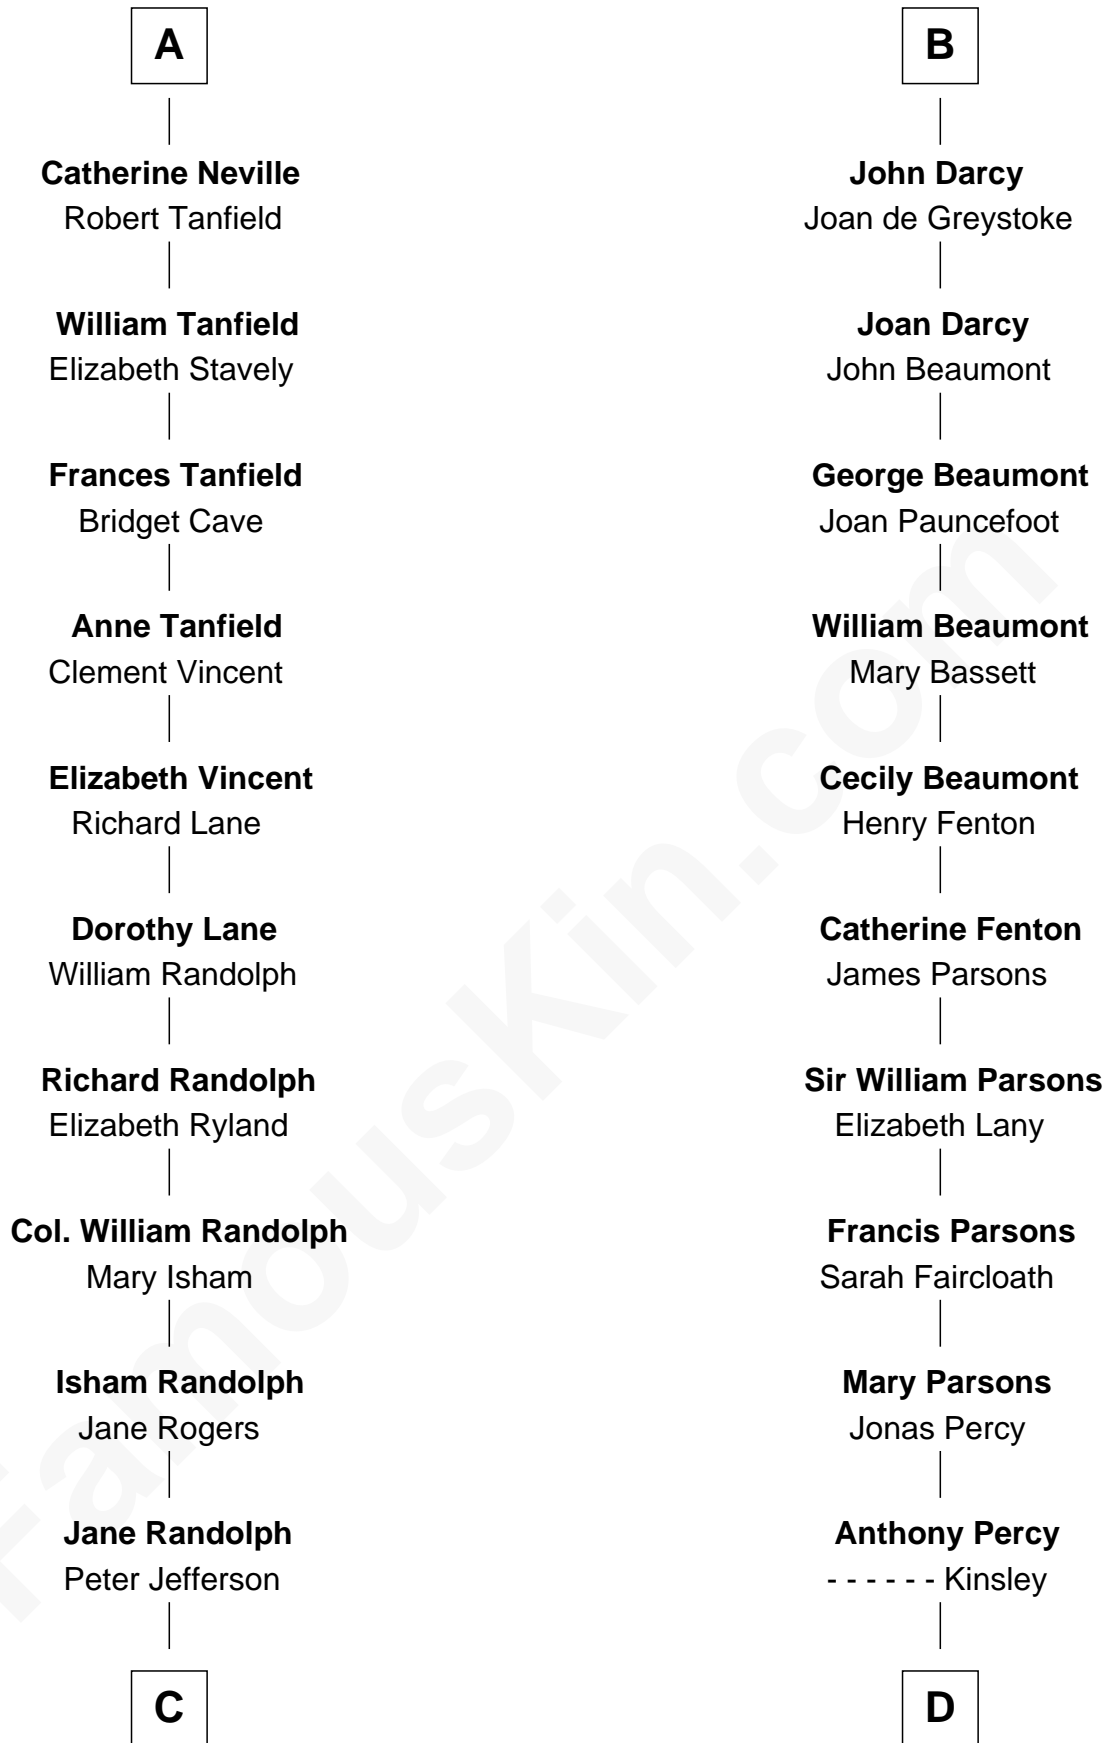 A
Catherine Neville
Robert Tanfield
William Tanfield
Elizabeth Stavely
Frances Tanfield
Bridget Cave
Anne Tanfield
Clement Vincent
Elizabeth Vincent
Richard Lane
Dorothy Lane
William Randolph
Richard Randolph
Elizabeth Ryland
Col. William Randolph
Mary Isham
Isham Randolph
Jane Rogers
Jane Randolph
Peter Jefferson
C
B
John Darcy
Joan de Greystoke
Joan Darcy
John Beaumont
George Beaumont
Joan Pauncefoot
William Beaumont
Mary Bassett
Cecily Beaumont
Henry Fenton
Catherine Fenton
James Parsons
Sir William Parsons
Elizabeth Lany
Francis Parsons
Sarah Faircloath
Mary Parsons
Jonas Percy
Anthony Percy
- - - - - - Kinsley
D
FamousKin.com